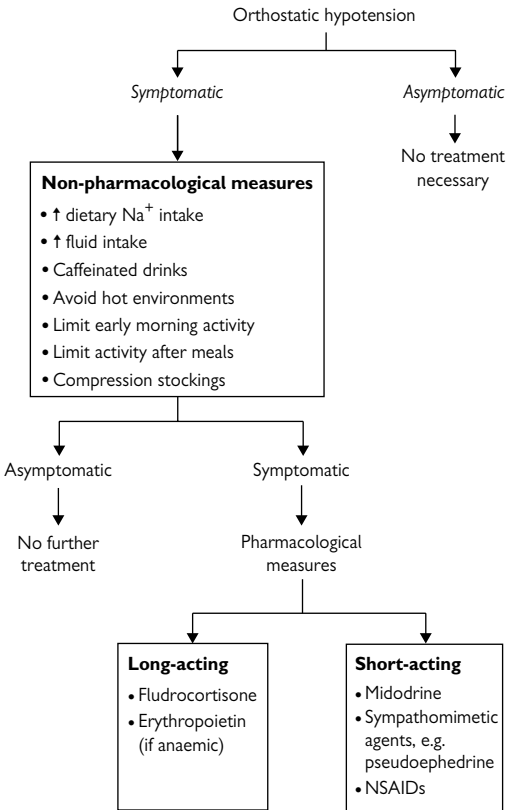 Orthostatic hypotension
Symptomatic
Asymptomatic
No treatment
necessary
Non-pharmacological measures
• ↑ dietary Na⁺ intake
• ↑ fluid intake
• Caffeinated drinks
• Avoid hot environments
• Limit early morning activity
• Limit activity after meals
• Compression stockings
Asymptomatic
Symptomatic
No further
treatment
Pharmacological
measures
Long-acting
• Fludrocortisone
• Erythropoietin
(if anaemic)
Short-acting
• Midodrine
• Sympathomimetic
agents, e.g.
pseudoephedrine
• NSAIDs